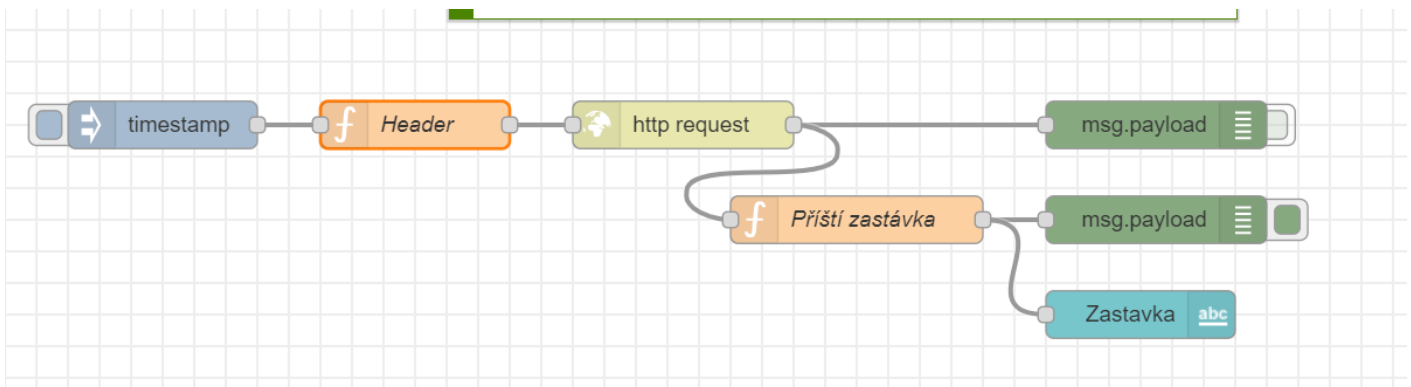 timestamp
Header
http request
msg.payload
Příští zastávka
msg.payload
Zastavka
abc